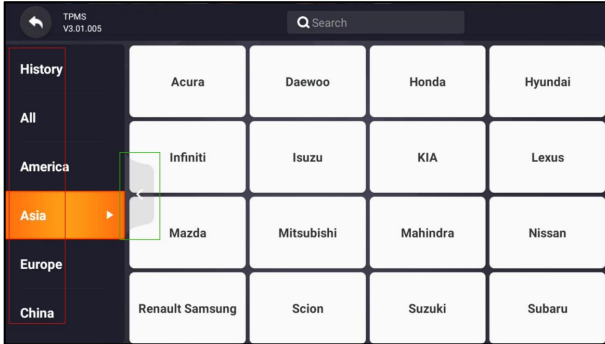 TPMS
V3.01.005
Search
History
All
America
Asia
Europe
China
Acura
Daewoo
Honda
Hyundai
Infiniti
Isuzu
KIA
Lexus
Mazda
Mitsubishi
Mahindra
Nissan
Renault Samsung
Scion
Suzuki
Subaru